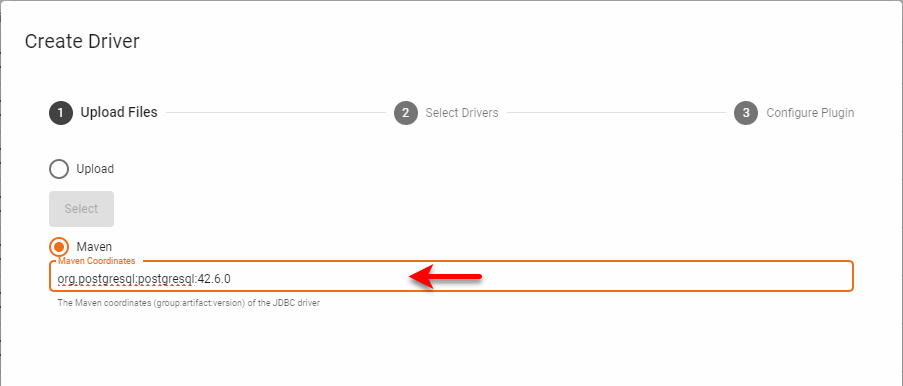 Create Driver
1 Upload Files 2 Select Drivers 3 Configure Plugin
Upload
Select
Maven
Maven Coordinates
org.postgresql:postgresql:42.6.0
The Maven coordinates (group:artifact:version) of the JDBC driver